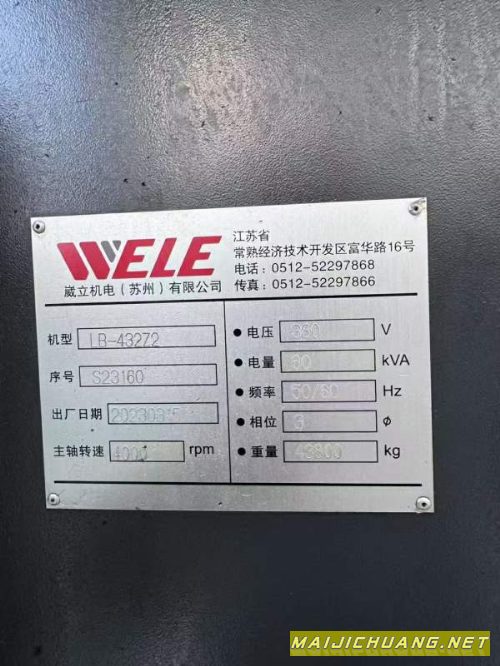 WELE
威立机电（苏州）有限公司
江苏省
常熟经济技术开发区富华路16号
电话：0512-52297868
传真：0512-52297866
机型 LB-43272
序号 S23160
出厂日期
主轴转速 4000 rpm
电压 380 V
电量 kVA
频率 50/60 Hz
相位 3 ø
重量 kg
MAIJICHUANG.NET